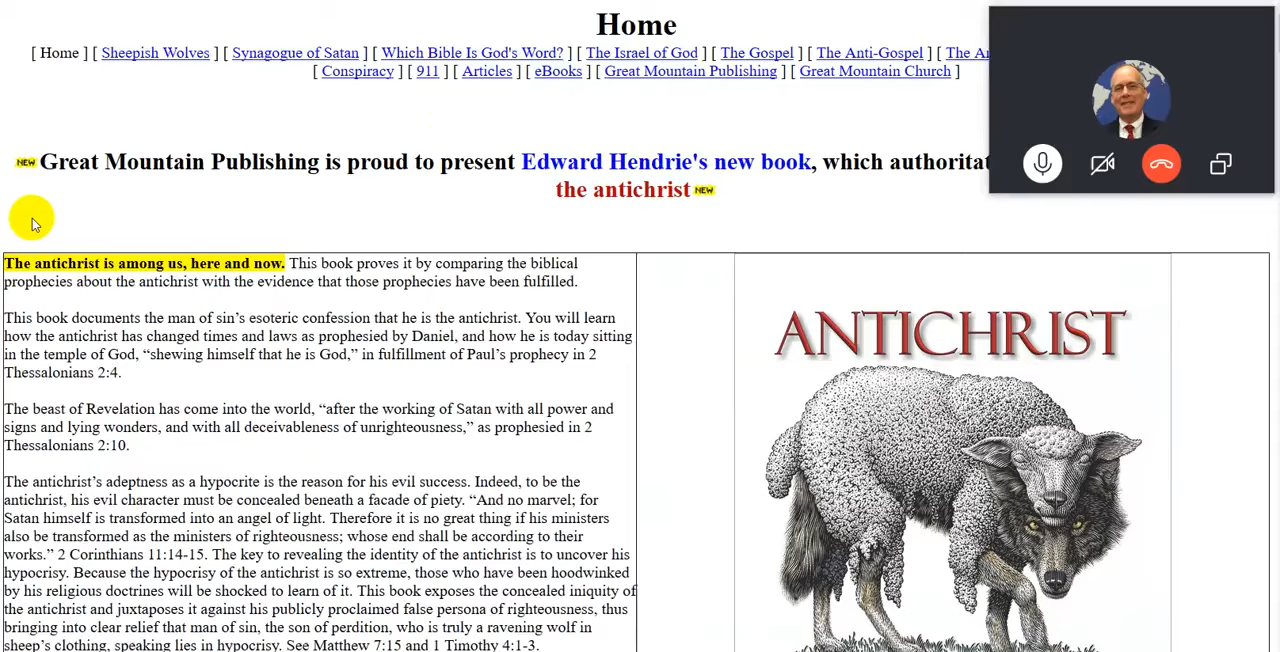 Home
[ Home ] [ Sheepish Wolves ] [ Synagogue of Satan ] [ Which Bible Is God's Word? ] [ The Israel of God ] [ The Gospel ] [ The Anti-Gospel ] [ The
[ Conspiracy ] [ 911 ] [ Articles ] [ eBooks ] [ Great Mountain Publishing ] [ Great Mountain Church ]
NEW Great Mountain Publishing is proud to present Edward Hendrie's new book, which
the antichrist NEW
The antichrist is among us, here and now. This book proves it by comparing the biblical
prophecies about the antichrist with the evidence that those prophecies have been fulfilled.
This book documents the man of sin’s esoteric confession that he is the antichrist. You will learn
how the antichrist has changed times and laws as prophesied by Daniel, and how he is today sitting
in the temple of God, “shewing himself that he is God,” in fulfillment of Paul’s prophecy in 2
Thessalonians 2:4.
The beast of Revelation has come into the world, “after the working of Satan with all power and
signs and lying wonders, and with all deceivableness of unrighteousness,” as prophesied in 2
Thessalonians 2:10.
The antichrist’s adeptness as a hypocrite is the reason for his evil success. Indeed, to be the
antichrist, his evil character must be concealed beneath a facade of piety. “And no marvel; for
Satan himself is transformed into an angel of light. Therefore it is no great thing if his ministers
also be transformed as the ministers of righteousness; whose end shall be according to their
works.” 2 Corinthians 11:14-15. The key to revealing the identity of the antichrist is to uncover his
hypocrisy. Because the hypocrisy of the antichrist is so extreme, those who have been hoodwinked
by his religious doctrines will be shocked to learn of it. This book exposes the concealed iniquity of
the antichrist and juxtaposes it against his publicly proclaimed false persona of righteousness, thus
bringing into clear relief that man of sin, the son of perdition, who is truly a ravening wolf in
sheep’s clothing, speaking lies in hypocrisy. See Matthew 7:15 and 1 Timothy 4:1-3.
ANTICHRIST